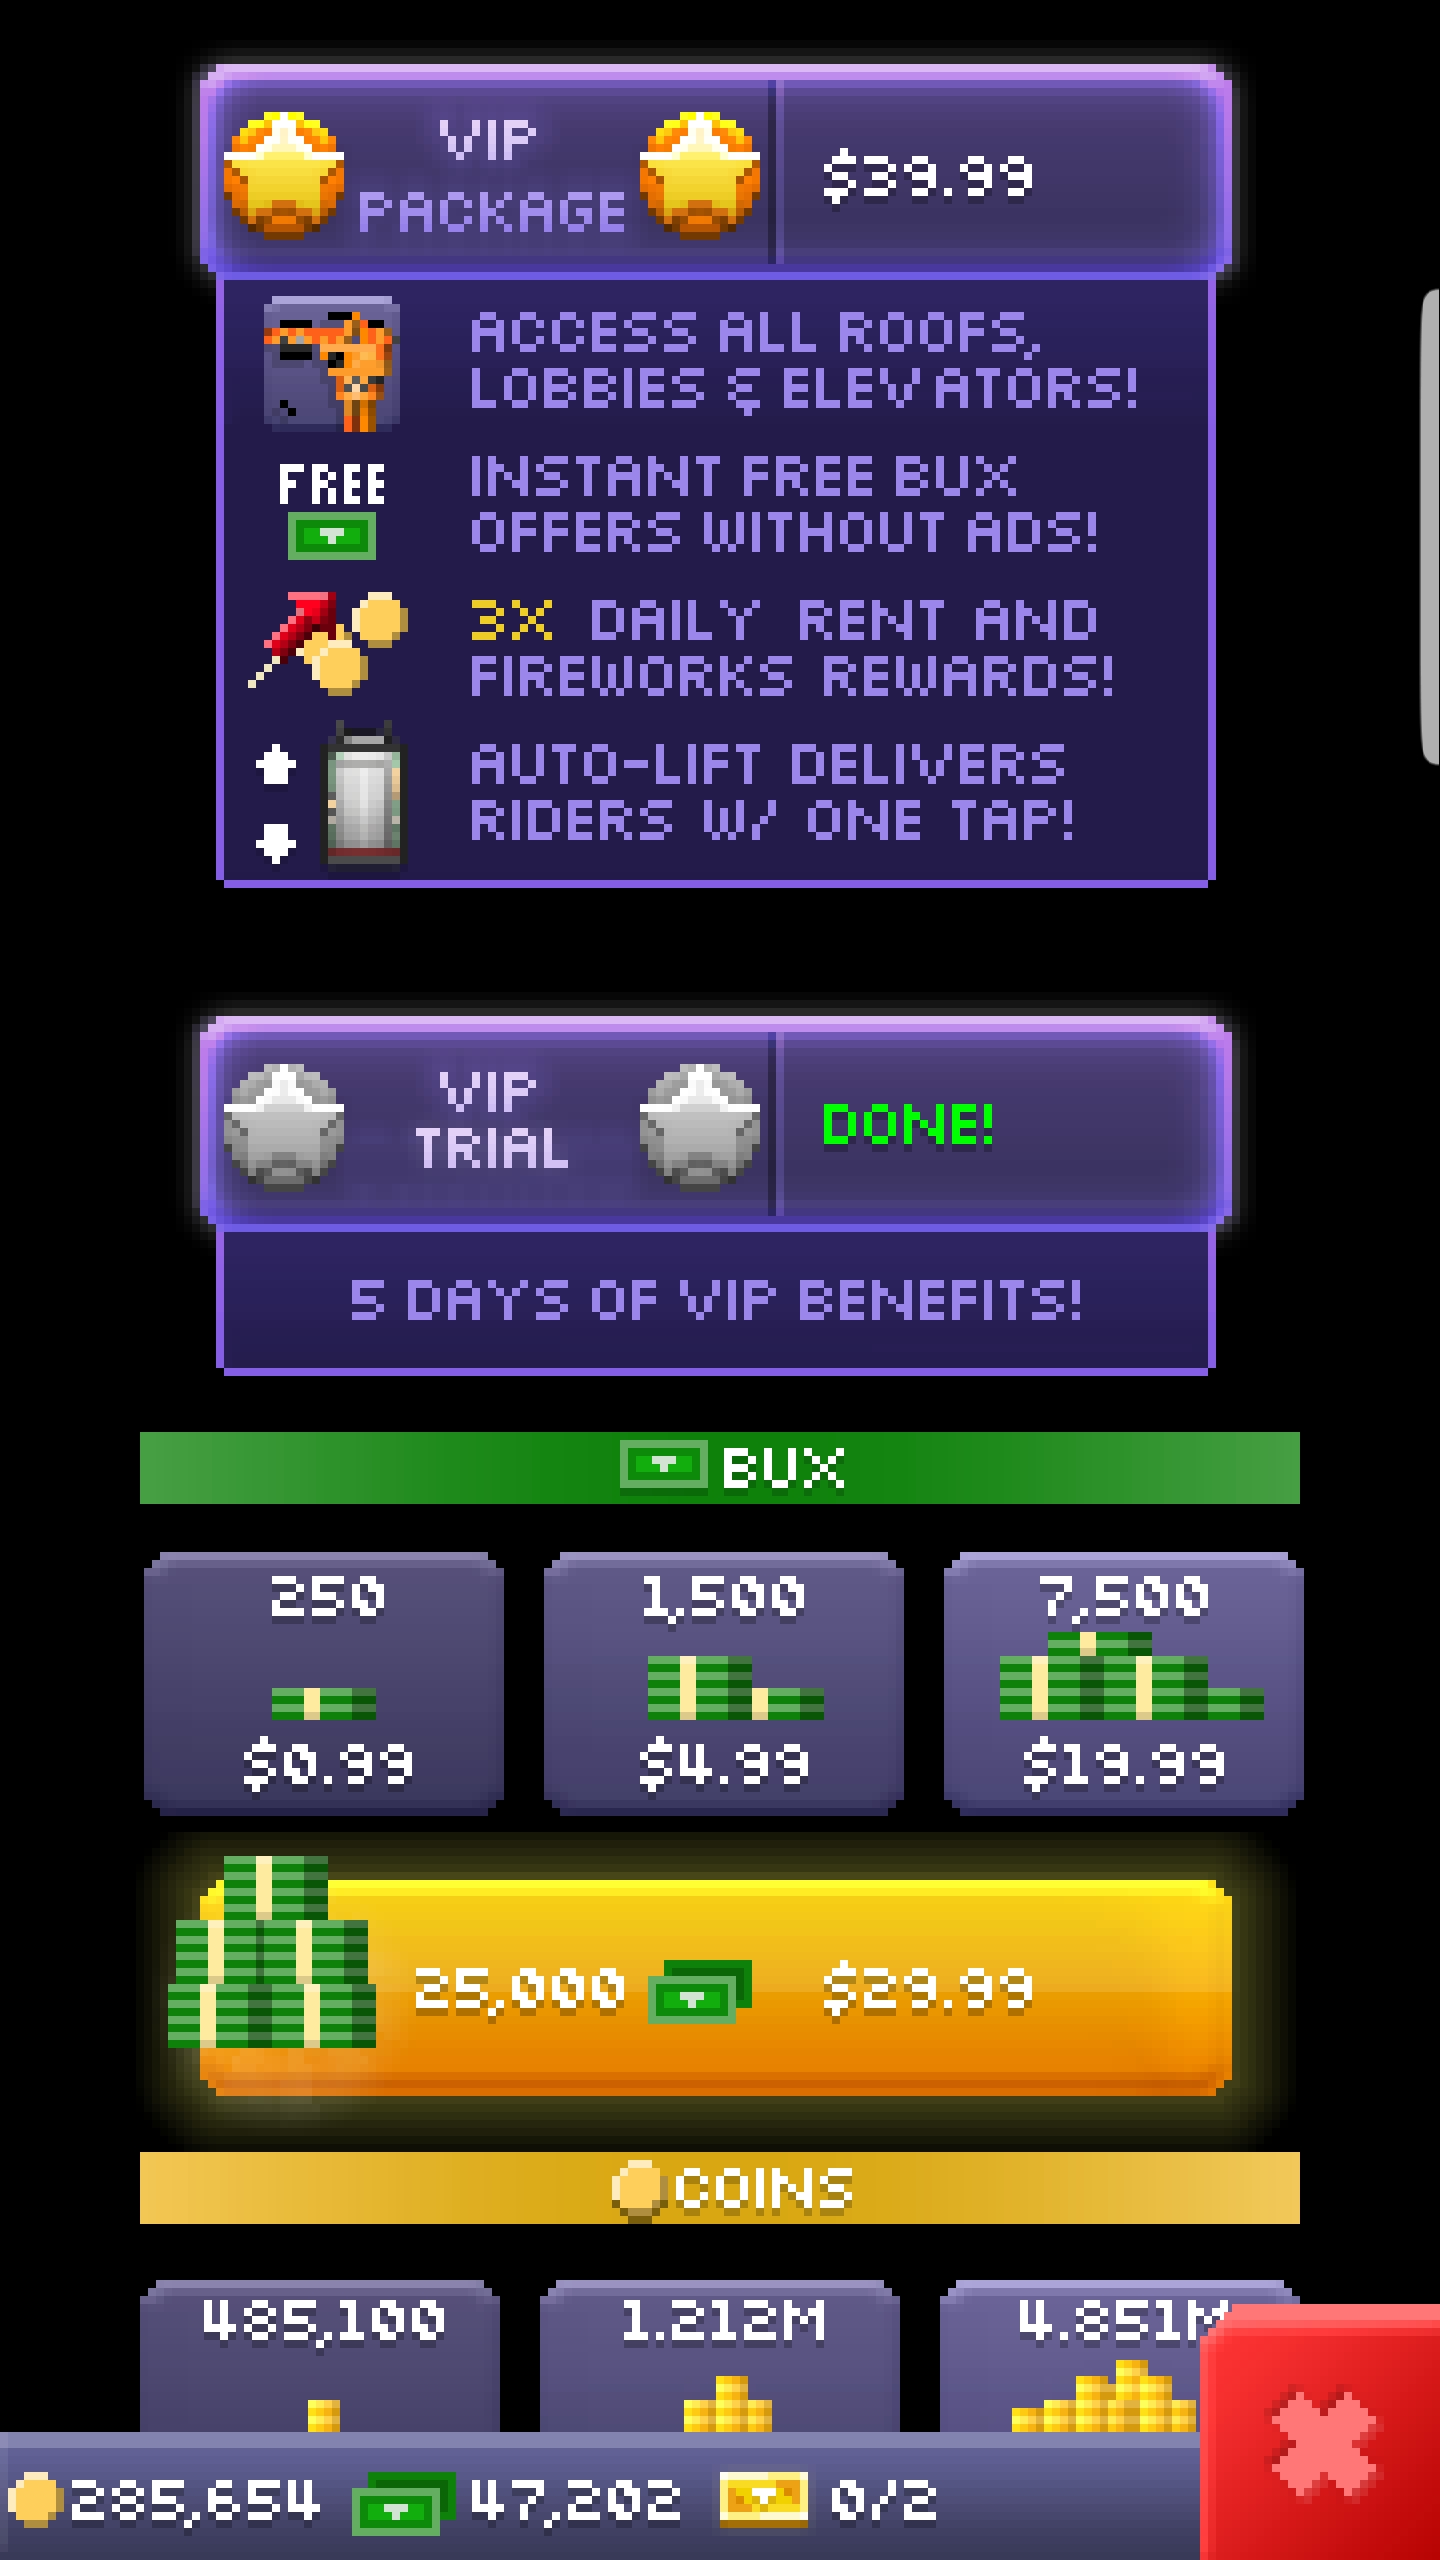 VIP
PACKAGE
$39.99
ACCESS ALL ROOFS,
LOBBIES & ELEVATORS!
FREE
INSTANT FREE BUX
OFFERS WITHOUT ADS!
3X DAILY RENT AND
FIREWORKS REWARDS!
AUTO-LIFT DELIVERS
RIDERS W/ ONE TAP!
VIP
TRIAL
DONE!
5 DAYS OF VIP BENEFITS!
BUX
250
1,500
7,500
$0.99
$4.99
$19.99
25,000
$29.99
COINS
485,100
1.212M
4.851M
285,654
47,202
0/2